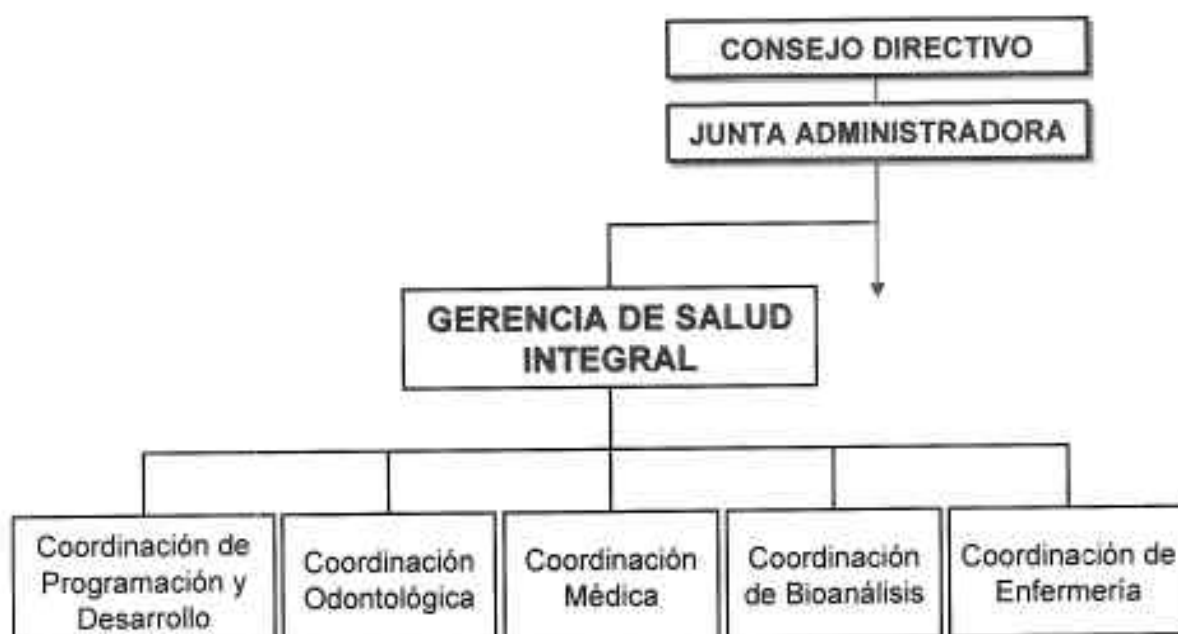 CONSEJO DIRECTIVO
JUNTA ADMINISTRADORA
GERENCIA DE SALUD
INTEGRAL
Coordinación de
Programación y
Desarrollo
Coordinación
Odontológica
Coordinación
Médica
Coordinación
de Bioanálisis
Coordinación de
Enfermería